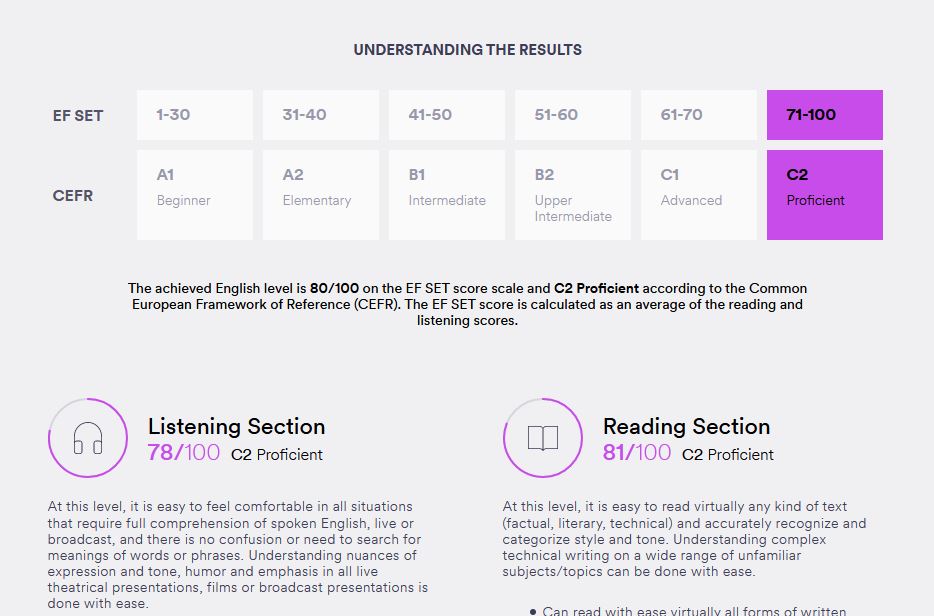 UNDERSTANDING THE RESULTS
EF SET
1-30
31-40
41-50
51-60
61-70
71-100
CEFR
A1
Beginner
A2
Elementary
B1
Intermediate
B2
Upper
Intermediate
C1
Advanced
C2
Proficient
The achieved English level is 80/100 on the EF SET score scale and C2 Proficient according to the Common
European Framework of Reference (CEFR). The EF SET score is calculated as an average of the reading and
listening scores.
Listening Section
78/100 C2 Proficient
At this level, it is easy to feel comfortable in all situations
that require full comprehension of spoken English, live or
broadcast, and there is no confusion or need to search for
meanings of words or phrases. Understanding nuances of
expression and tone, humor and emphasis in all live
theatrical presentations, films or broadcast presentations is
done with ease.
Reading Section
81/100 C2 Proficient
At this level, it is easy to read virtually any kind of text
(factual, literary, technical) and accurately recognize and
categorize style and tone. Understanding complex
technical writing on a wide range of unfamiliar
subjects/topics can be done with ease.
• Can read with ease virtually all forms of written